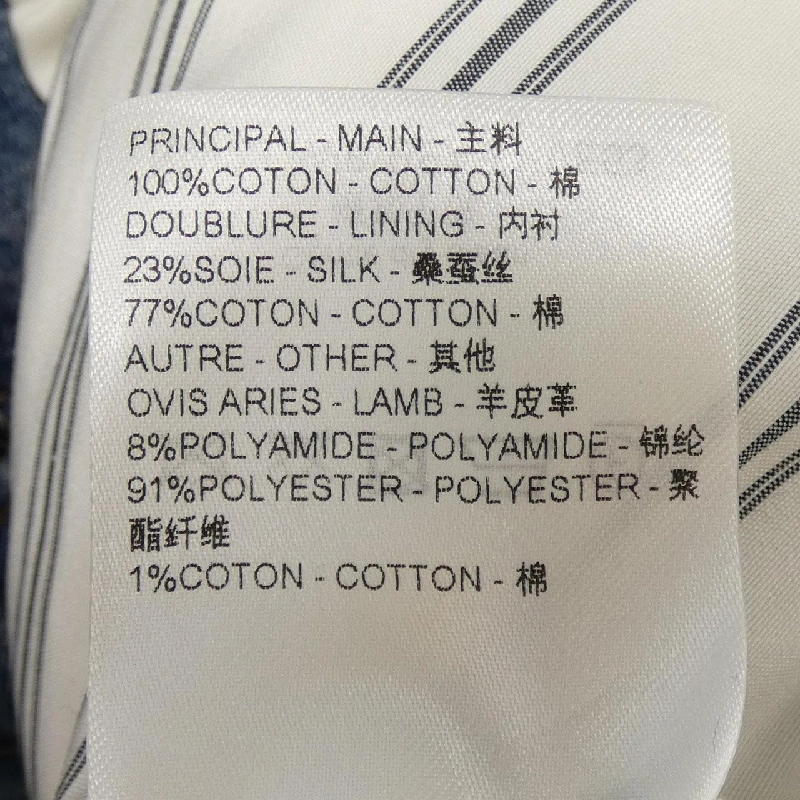 PRINCIPAL - MAIN - 主料
100%COTON - COTTON - 棉
DOUBLURE - LINING - 内衬
23%SOIE - SILK - 桑蚕丝
77%COTON - COTTON - 棉
AUTRE - OTHER - 其他
OVIS ARIES - LAMB - 羊皮革
8%POLYAMIDE - POLYAMIDE - 锦纶
91%POLYESTER - POLYESTER - 聚
酯纤维
1%COTON - COTTON - 棉